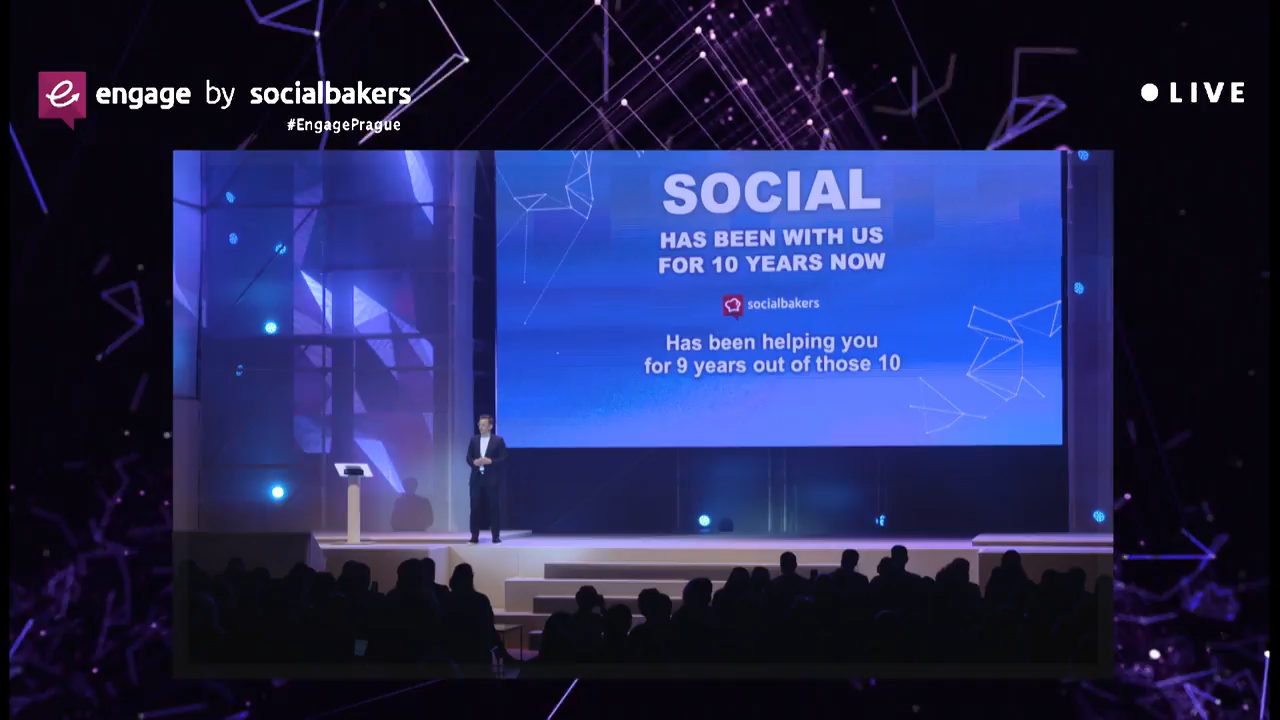 engage by socialbakers
#EngagePrague
LIVE
SOCIAL
HAS BEEN WITH US
FOR 10 YEARS NOW
socialbakers
Has been helping you
for 9 years out of those 10